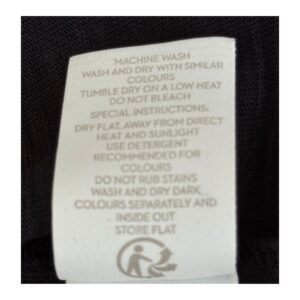 MACHINE WASH
WASH AND DRY WITH SIMILAR
COLOURS
TUMBLE DRY ON A LOW HEAT
DO NOT BLEACH
SPECIAL INSTRUCTIONS:
DRY FLAT, AWAY FROM DIRECT
HEAT AND SUNLIGHT
USE DETERGENT
RECOMMENDED FOR
COLOURS
DO NOT RUB STAINS
WASH AND DRY DARK
COLOURS SEPARATELY AND
INSIDE OUT
STORE FLAT